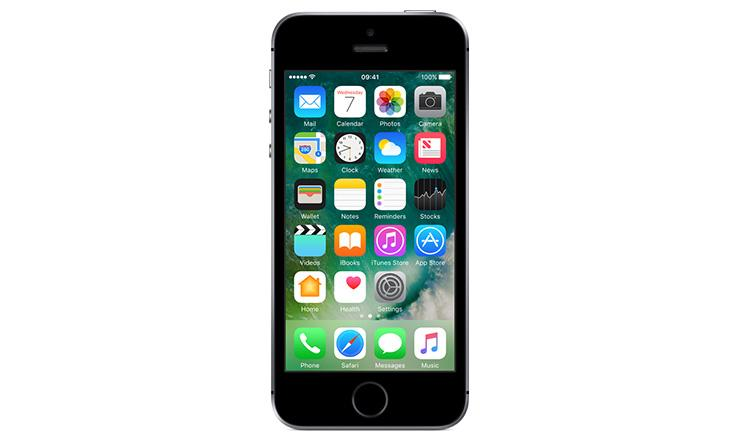 09:41 100%
Wednesday
7
Mail Calendar Photos Camera
280
Maps Clock Weather News
Wallet Notes Reminders Stocks
Videos iBooks iTunes Store App Store
Home Health Settings
Phone Safari Messages Music